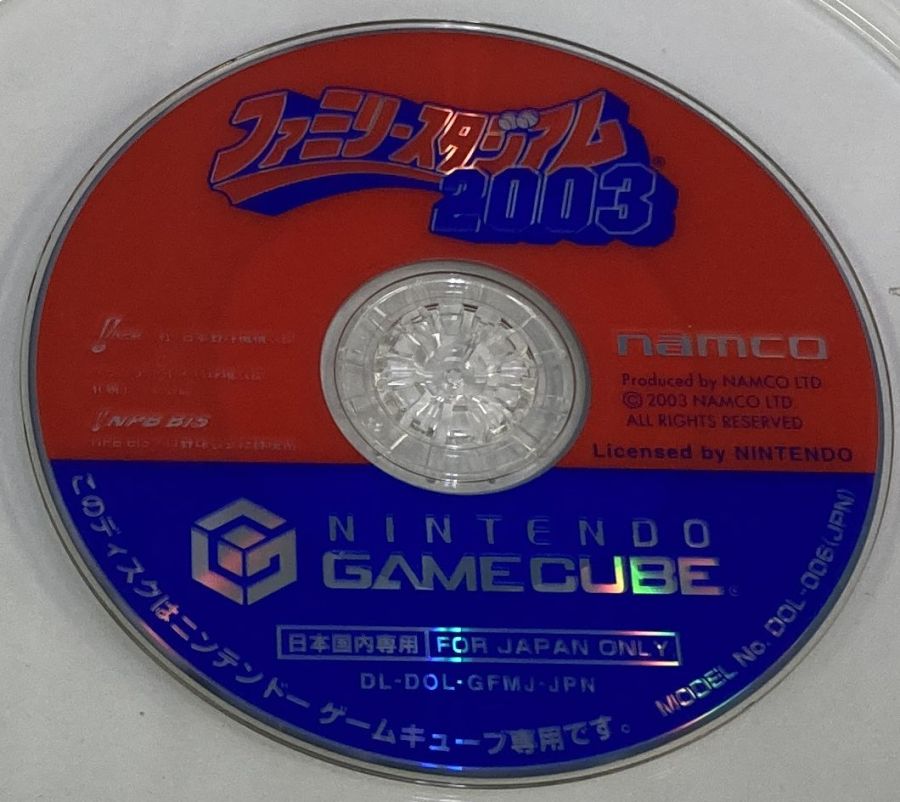 ファミリースタジアム
2003
namco
Produced by NAMCO LTD.
© 2003 NAMCO LTD.
ALL RIGHTS RESERVED
Licensed by NINTENDO
NPB BIS
NINTENDO
GAMECUBE
日本国内専用 FOR JAPAN ONLY
DL-DOL-GFMJ-JPN
このディスクはニンテンドーゲームキューブ専用です。
MODEL No. DOL-006(JPN)